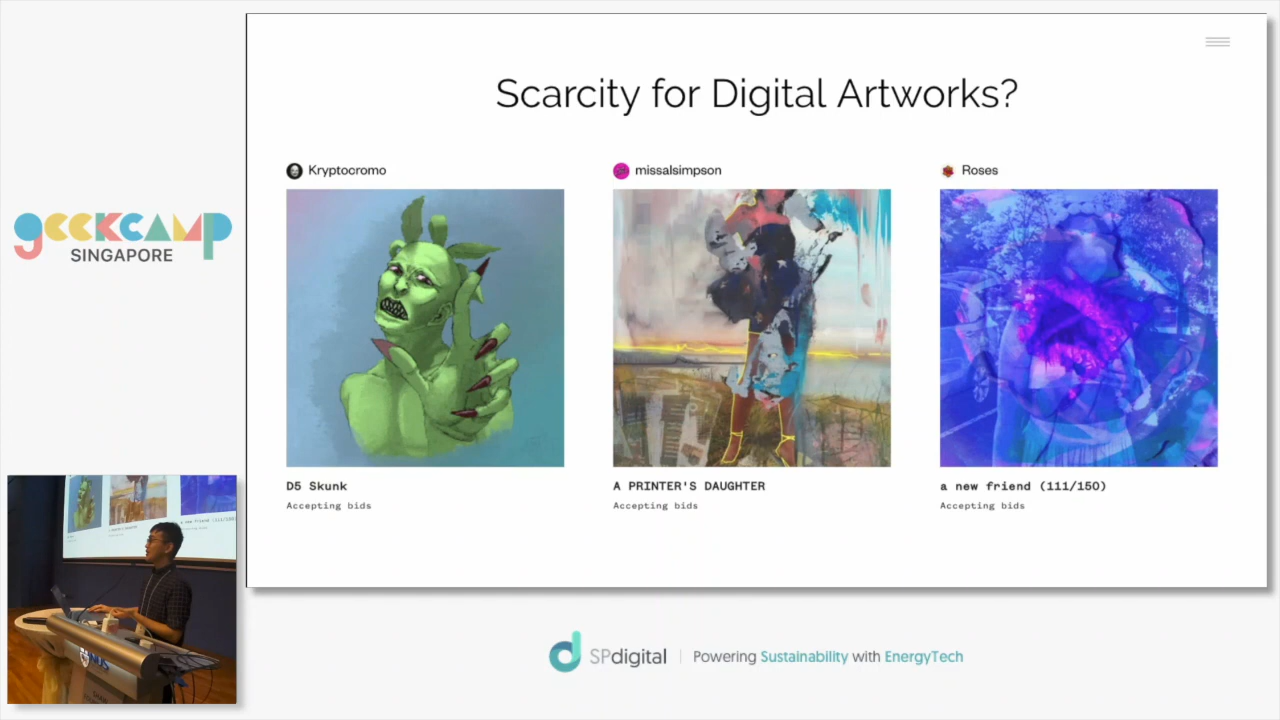 Scarcity for Digital Artworks?
Kryptocromo
missalsimpson
Roses
D5 Skunk
Accepting bids
A PRINTER'S DAUGHTER
Accepting bids
a new friend (111/150)
Accepting bids
geekcamp
SINGAPORE
NUS
SPdigital
Powering Sustainability with EnergyTech